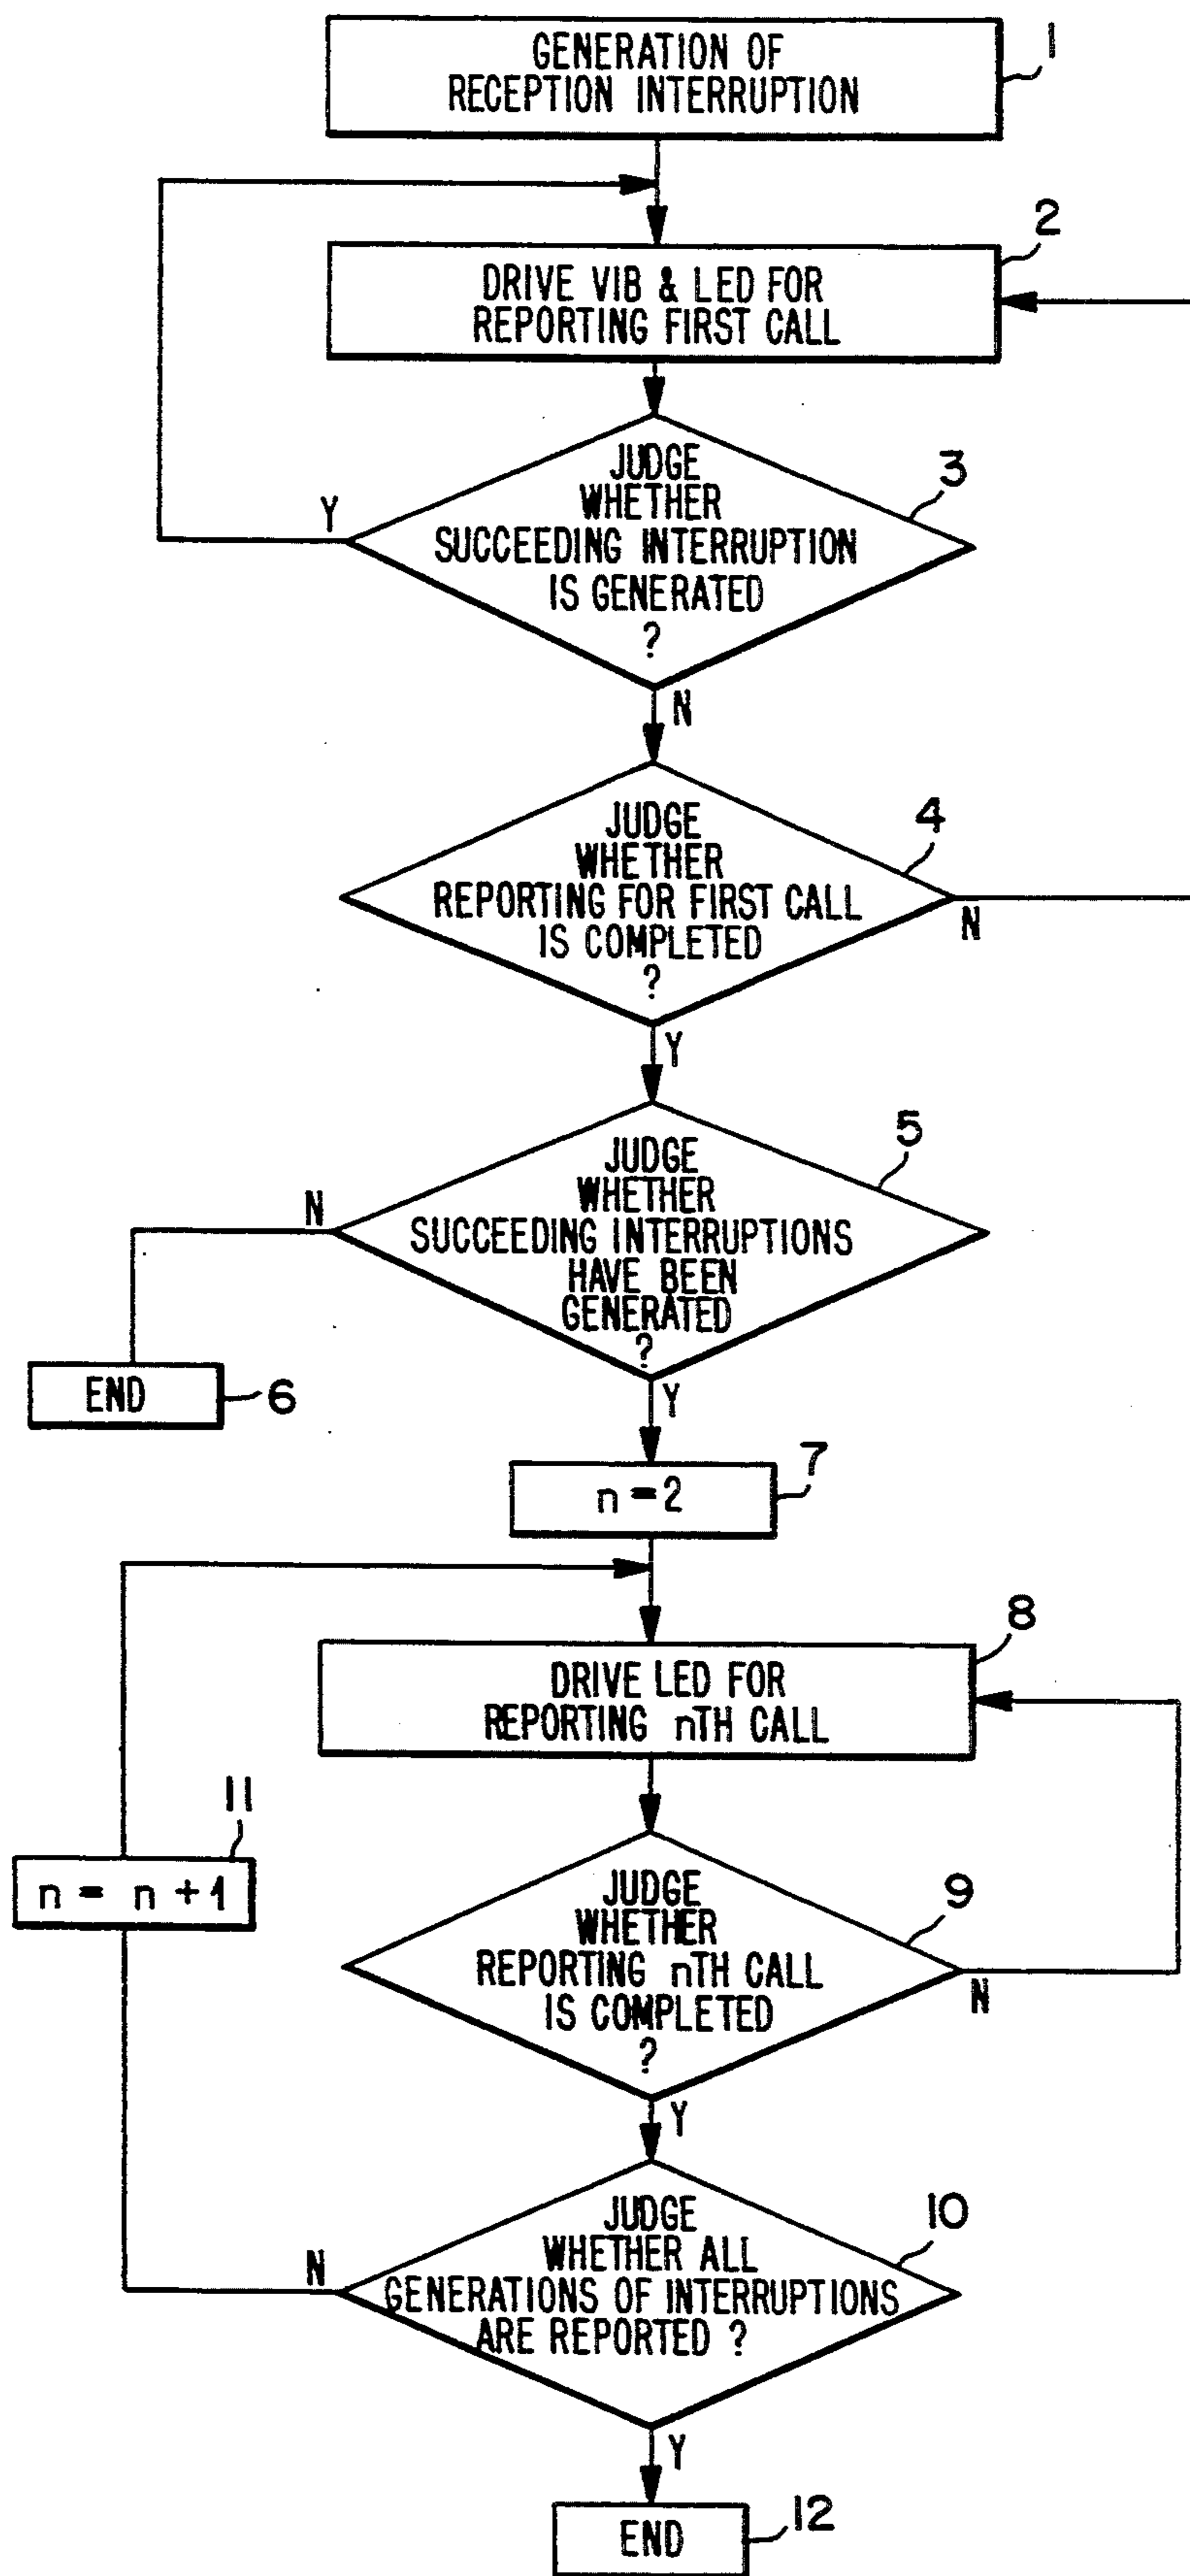 GENERATION OF
RECEPTION INTERRUPTION
1
DRIVE VIB & LED FOR
REPORTING FIRST CALL
2
JUDGE
WHETHER
SUCCEEDING INTERRUPTION
IS GENERATED
?
3
Y
N
JUDGE
WHETHER
REPORTING FOR FIRST CALL
IS COMPLETED
?
4
N
Y
JUDGE
WHETHER
SUCCEEDING INTERRUPTIONS
HAVE BEEN
GENERATED
?
5
N
Y
END
6
n = 2
7
DRIVE LED FOR
REPORTING nTH CALL
8
JUDGE
WHETHER
REPORTING nTH CALL
IS COMPLETED
?
9
N
Y
11
n = n + 1
JUDGE
WHETHER ALL
GENERATIONS OF INTERRUPTIONS
ARE REPORTED ?
10
N
Y
END
12